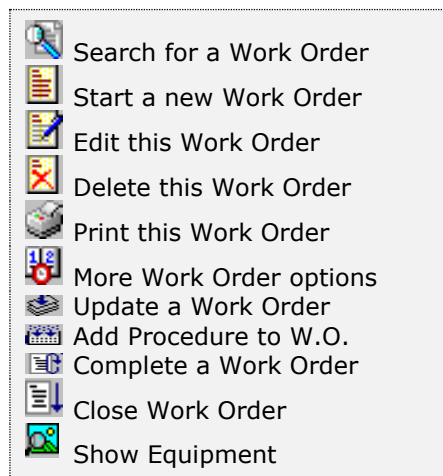 Search for a Work Order
Start a new Work Order
Edit this Work Order
Delete this Work Order
Print this Work Order
More Work Order options
Update a Work Order
Add Procedure to W.O.
Complete a Work Order
Close Work Order
Show Equipment